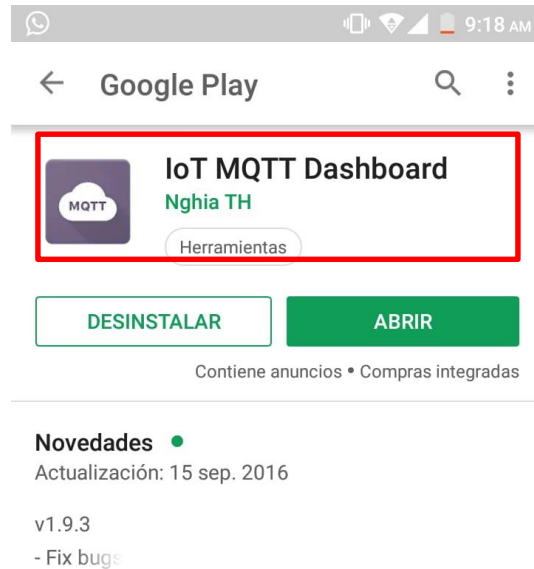 9:18 AM
Google Play
MQTT
IoT MQTT Dashboard
Nghia TH
Herramientas
DESINSTALAR
ABRIR
Contiene anuncios • Compras integradas
Novedades
Actualización: 15 sep. 2016
v1.9.3
- Fix bugs